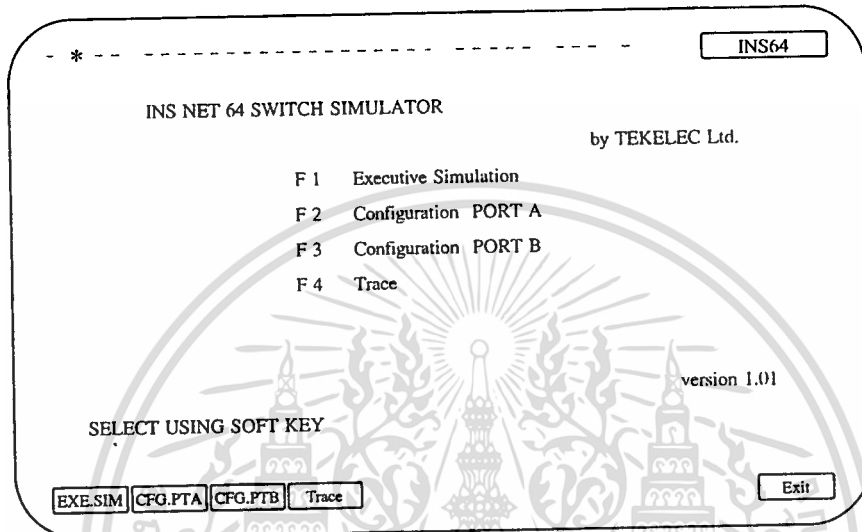 - * - - - - - - - - - - - - - - - - - - - - - - - - - - - - - - - - INS64
INS NET 64 SWITCH SIMULATOR
by TEKELEC Ltd.
F 1 Executive Simulation
F 2 Configuration PORT A
F 3 Configuration PORT B
F 4 Trace
version 1.01
SELECT USING SOFT KEY
EXE.SIM CFG.PTA CFG.PTB Trace Exit